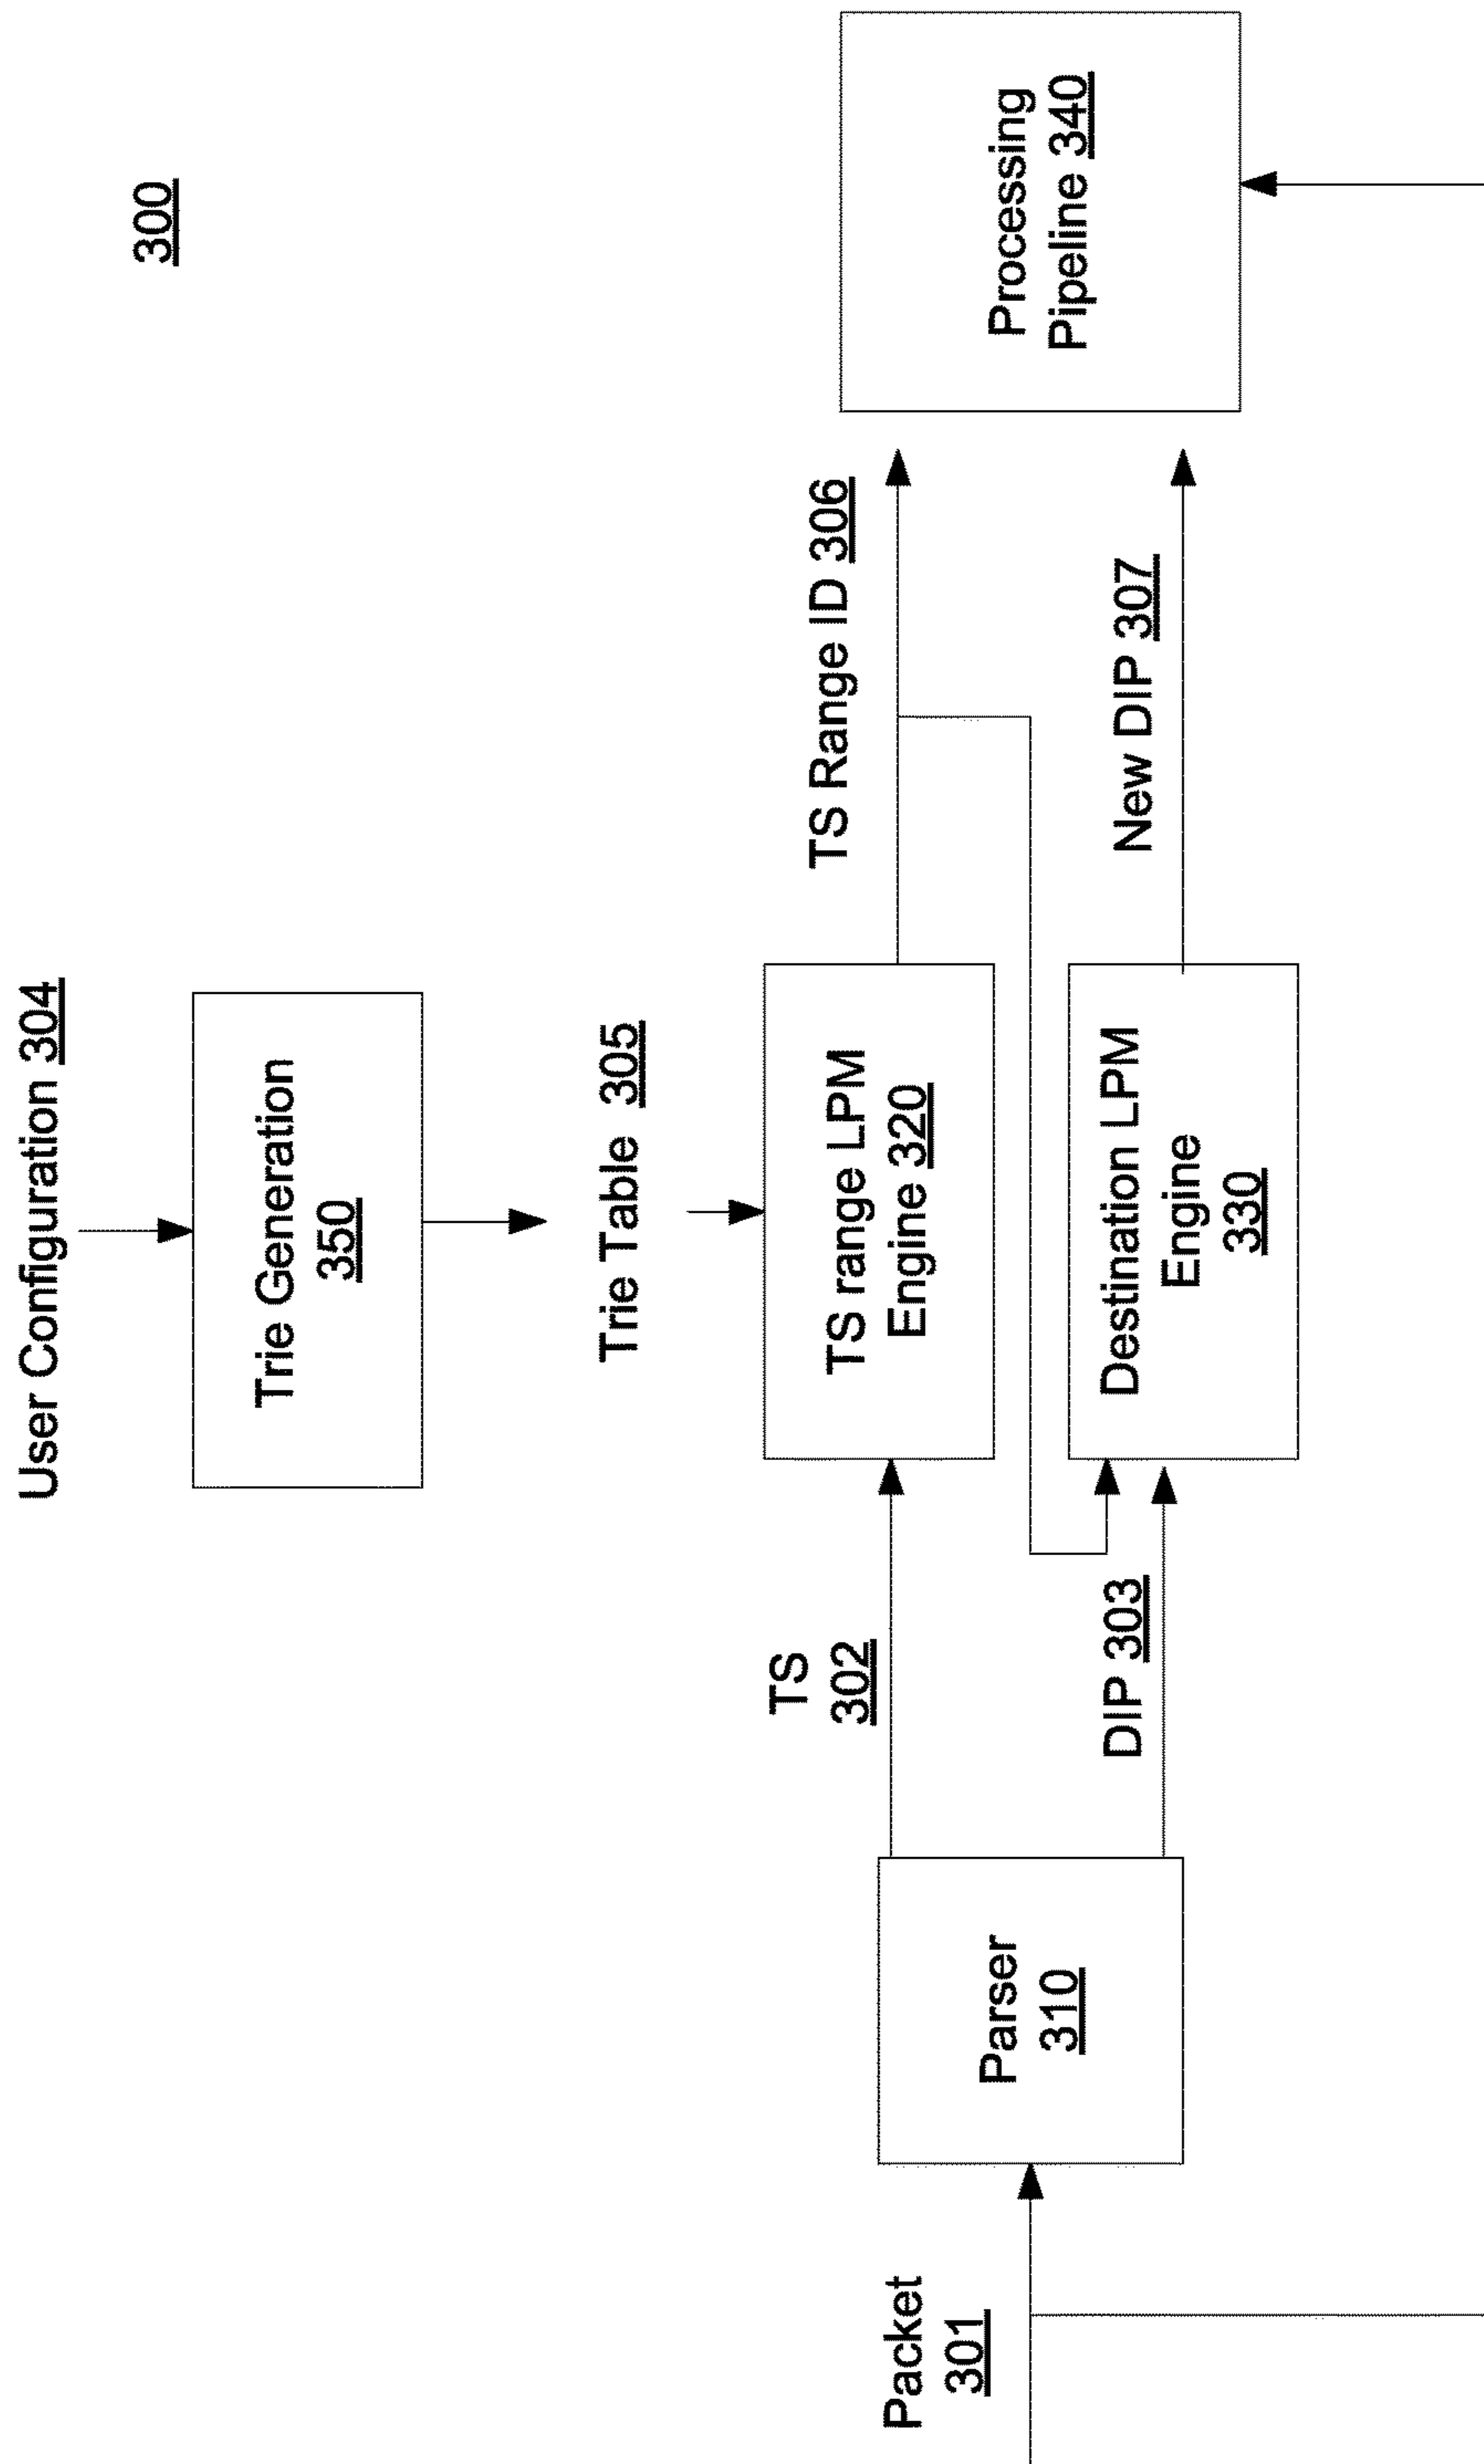 300
User Configuration 304
Trie Generation
350
Trie Table 305
TS
302
TS range LPM
Engine 320
TS Range ID 306
Packet
301
Parser
310
DIP 303
Destination LPM
Engine
330
New DIP 307
Processing
Pipeline 340